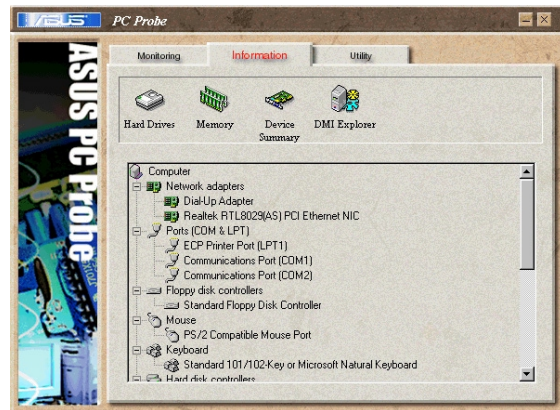 ASUS PC Probe
Monitoring Information Utility
Hard Drives Memory Device Summary DMI Explorer
ASUS PC Probe
Computer
Network adapters
Dial-Up Adapter
Realtek RTL8029(AS) PCI Ethernet NIC
Ports (COM & LPT)
ECP Printer Port (LPT1)
Communications Port (COM1)
Communications Port (COM2)
Floppy disk controllers
Standard Floppy Disk Controller
Mouse
PS/2 Compatible Mouse Port
Keyboard
Standard 101/102-Key or Microsoft Natural Keyboard
Hard disk controllers